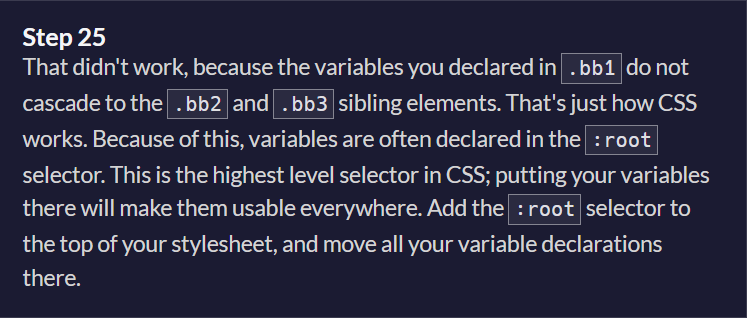 Step 25
That didn't work, because the variables you declared in .bb1 do not
cascade to the .bb2 and .bb3 sibling elements. That's just how CSS
works. Because of this, variables are often declared in the :root
selector. This is the highest level selector in CSS; putting your variables
there will make them usable everywhere. Add the :root selector to
the top of your stylesheet, and move all your variable declarations
there.